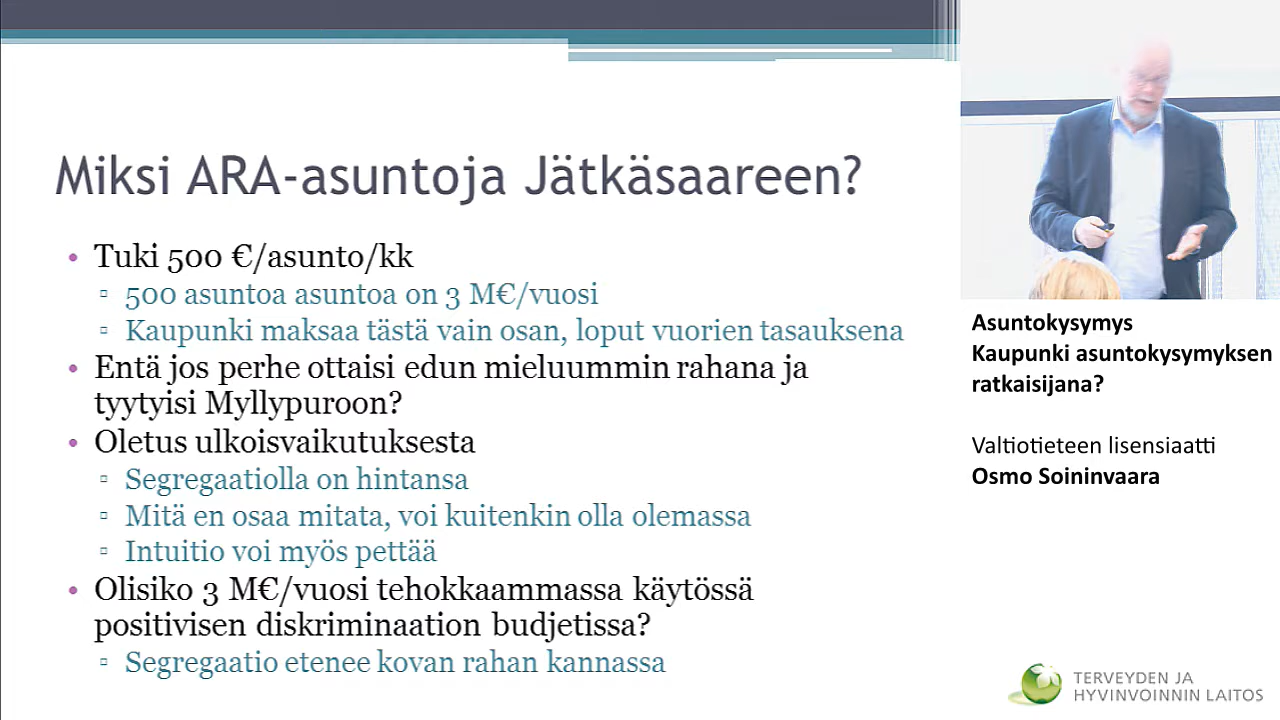 Miksi ARA-asuntoja Jätkäsaareen?
Tuki 500 €/asunto/kk
500 asuntoa asuntoa on 3 M€/vuosi
Kaupunki maksaa tästä vain osan, loput vuorien tasauksena
Entä jos perhe ottaisi edun mieluummin rahana ja
tyytyisi Myllypuroon?
Oletus ulkoisvaikutuksesta
Segregaatiolla on hintansa
Mitä en osaa mitata, voi kuitenkin olla olemassa
Intuitio voi myös pettää
Olisiko 3 M€/vuosi tehokkaammassa käytössä
positivisen diskriminaation budjetissa?
Segregaatio etenee kovan rahan kannassa
Asuntokysymys
Kaupunki asuntokysymyksen
ratkaisijana?
Valtiotieteen lisensiaatti
Osmo Soininvaara
TERVEYDEN JA
HYVINVOINNIN LAITOS